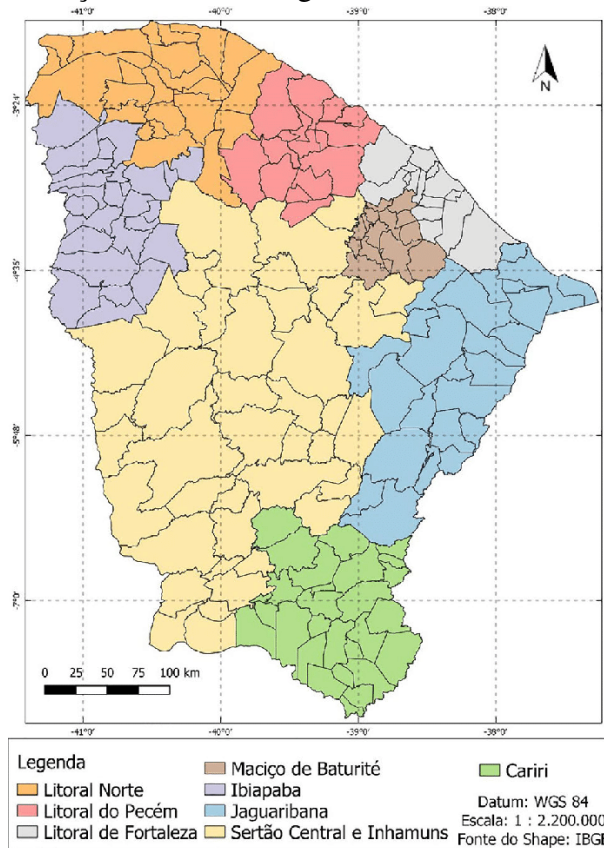 -41°0 -40°0 -39°0 -38°0
N
-3°24
-4°35
-5°48
-7°0
0 25 50 75 100 km
-41°0 -40°0 -39°0 -38°0
Legenda
Litoral Norte
Litoral do Pecém
Litoral de Fortaleza
Maciço de Baturité
Ibiapaba
Jaguaribana
Sertão Central e Inhamuns
Cariri
Datum: WGS 84
Escala: 1 : 2.200.000
Fonte do Shape: IBGE